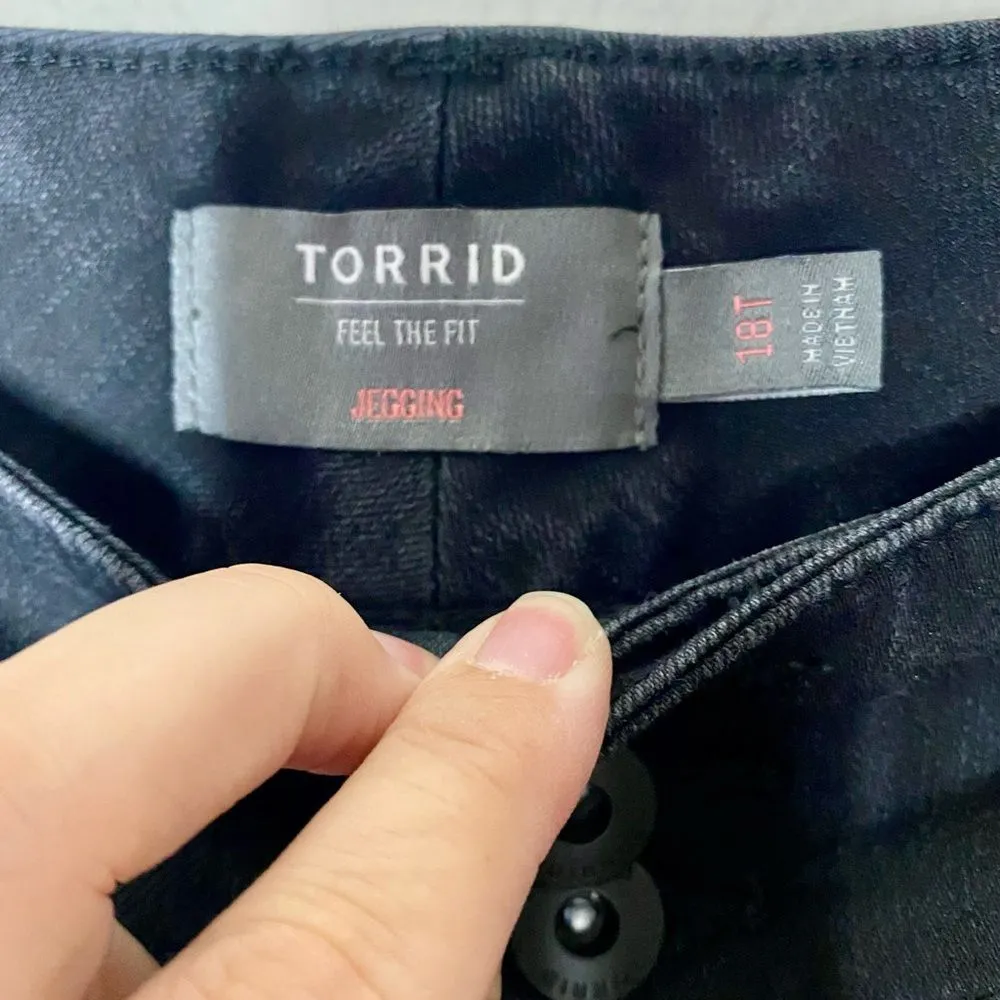 TORRID
FEEL THE FIT
JEGGING
18T
MADE IN
VIETNAM